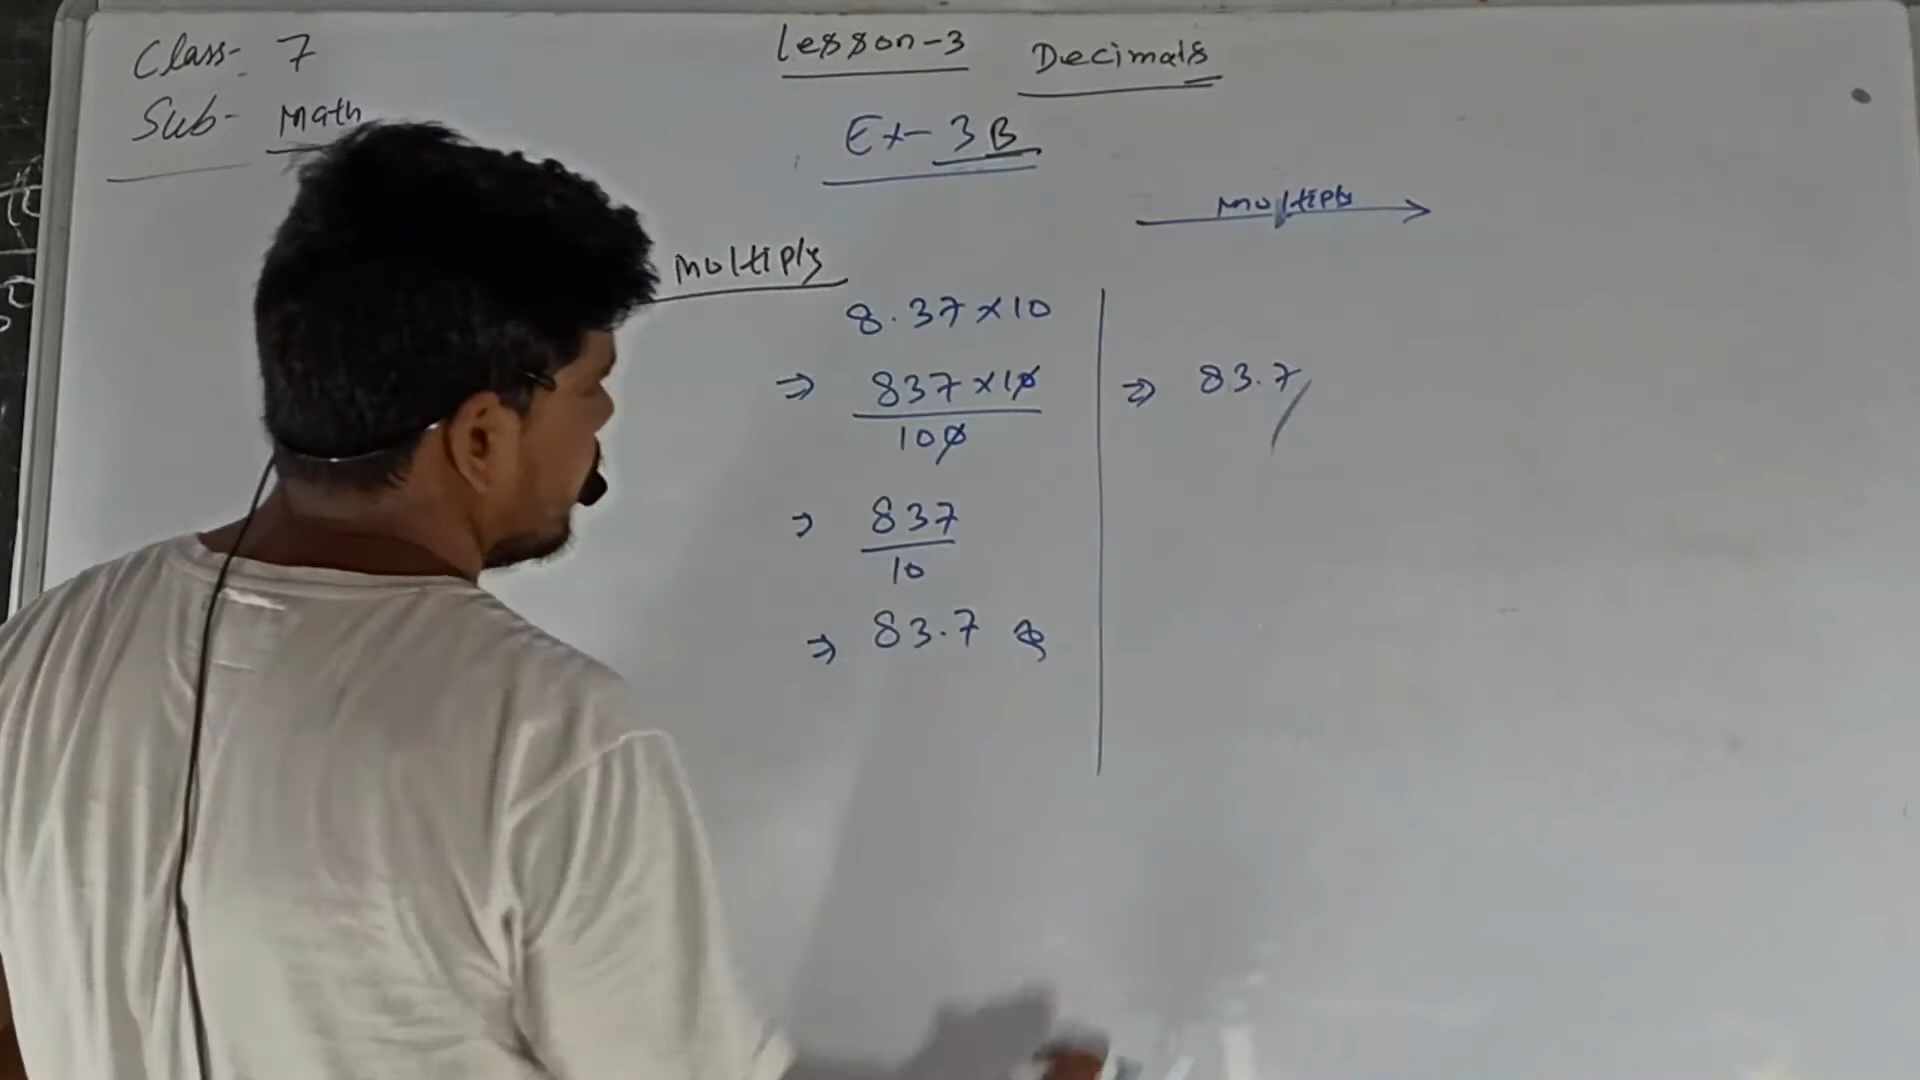 Class- 7
Sub- Math
Lesson-3 Decimals
Ex- 3B
Multiply
Multiply
8.37×10
⇒ 837×10
100
⇒ 837
10
⇒ 83.7
⇒ 83.7